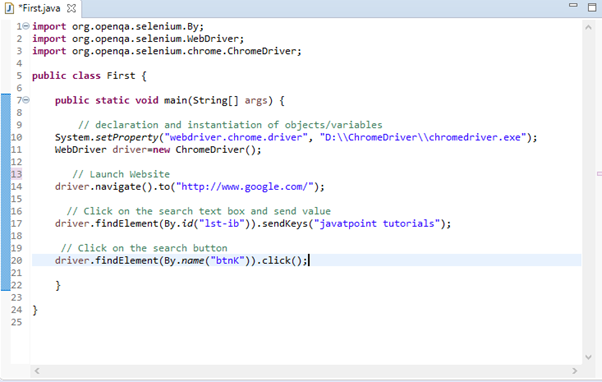 *First.java
1 import org.openqa.selenium.By;
2 import org.openqa.selenium.WebDriver;
3 import org.openqa.selenium.chrome.ChromeDriver;
4
5 public class First {
6
7     public static void main(String[] args) {
8
9         // declaration and instantiation of objects/variables
10     System.setProperty("webdriver.chrome.driver", "D:\\ChromeDriver\\chromedriver.exe");
11     WebDriver driver=new ChromeDriver();
12
13        // Launch Website
14     driver.navigate().to("http://www.google.com/");
15
16       // Click on the search text box and send value
17     driver.findElement(By.id("lst-ib")).sendKeys("javatpoint tutorials");
18
19      // Click on the search button
20     driver.findElement(By.name("btnK")).click();
21
22     }
23
24 }
25